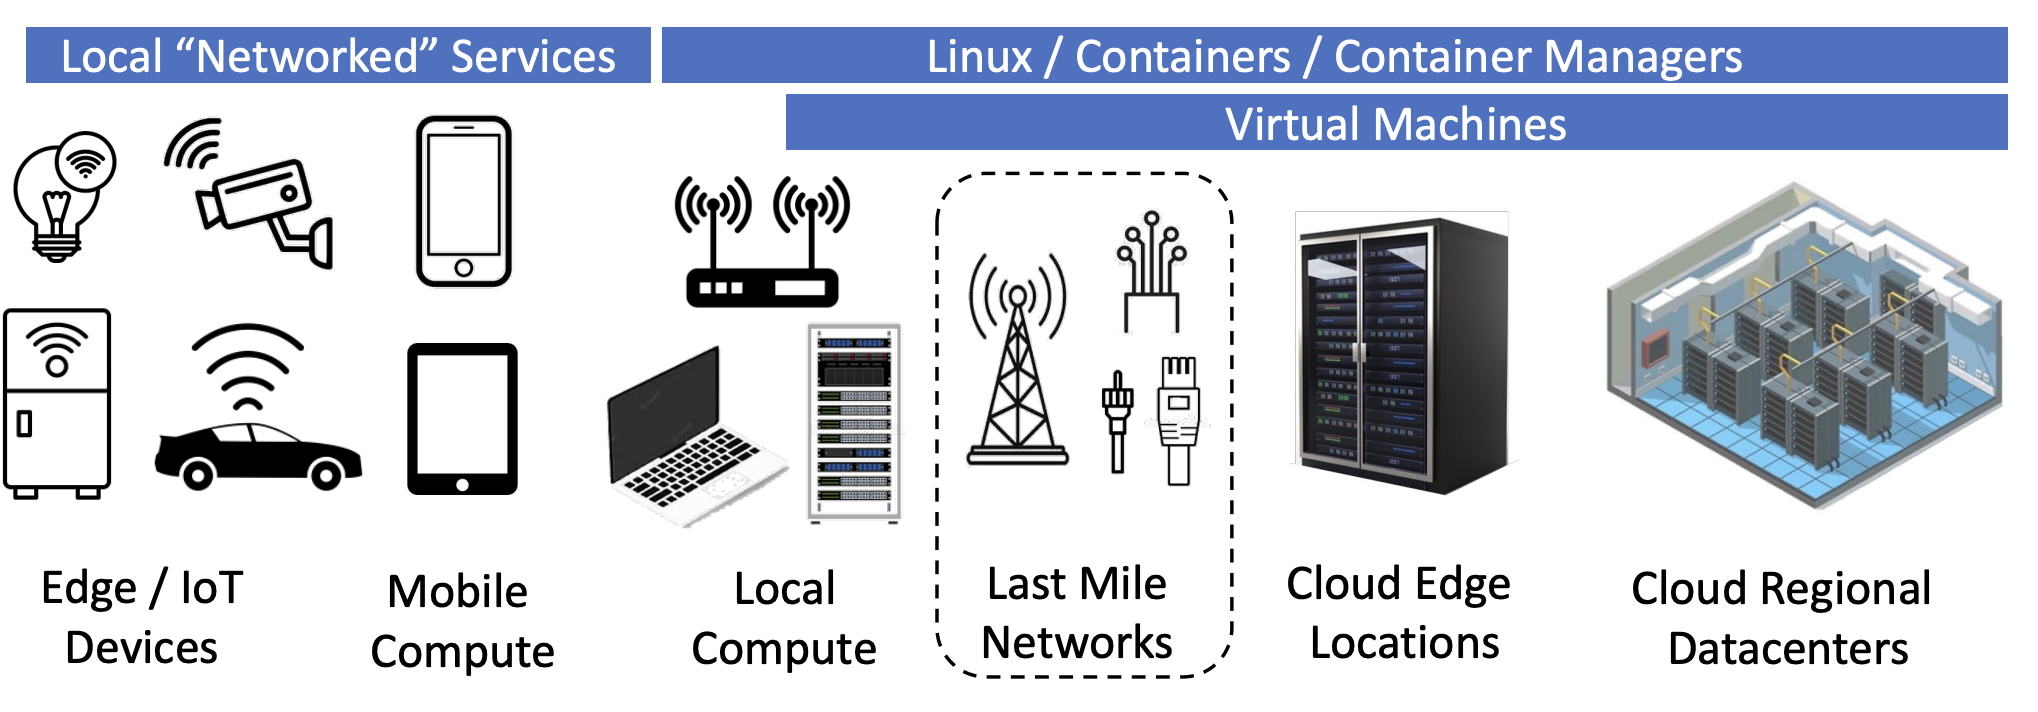 Local “Networked” Services
Linux / Containers / Container Managers
Virtual Machines
Edge / IoT
Devices
Mobile
Compute
Local
Compute
Last Mile
Networks
Cloud Edge
Locations
Cloud Regional
Datacenters